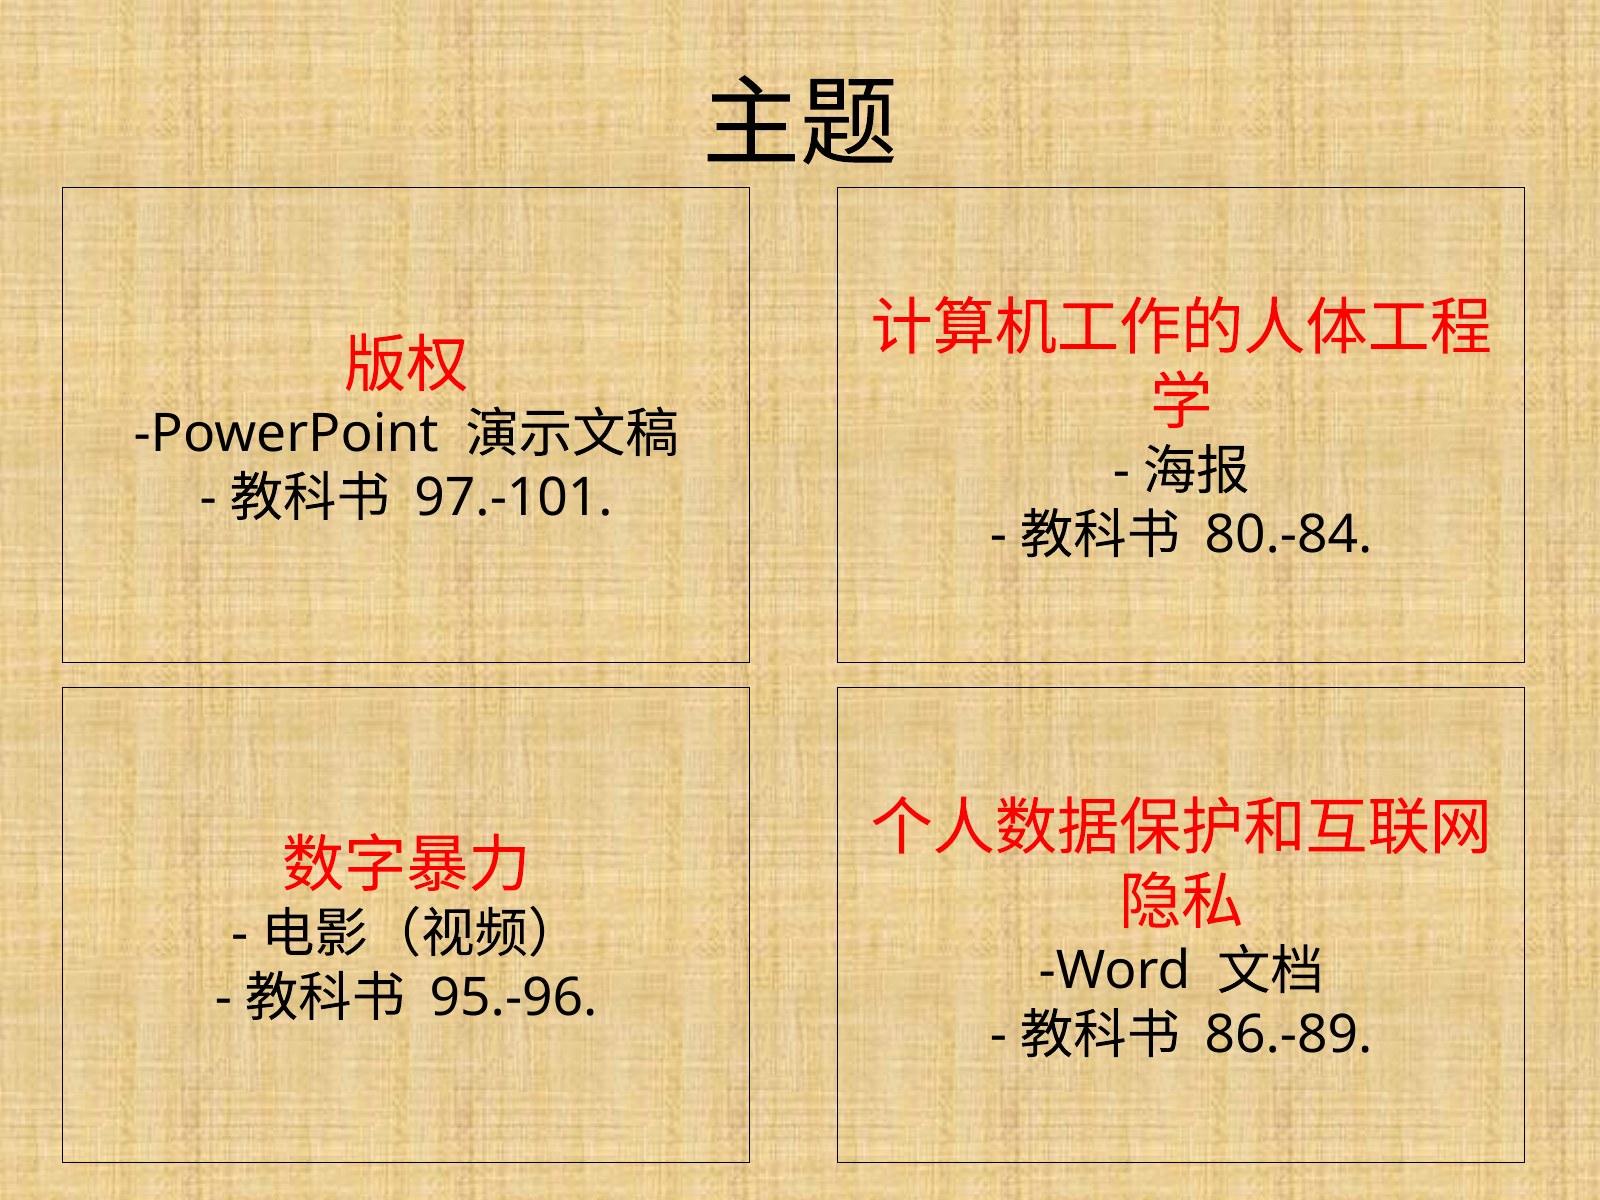 主题
版权
-PowerPoint 演示文稿
- 教科书 97.-101.
计算机工作的人体工程
学
- 海报
- 教科书 80.-84.
数字暴力
- 电影（视频）
- 教科书 95.-96.
个人数据保护和互联网
隐私
-Word 文档
- 教科书 86.-89.